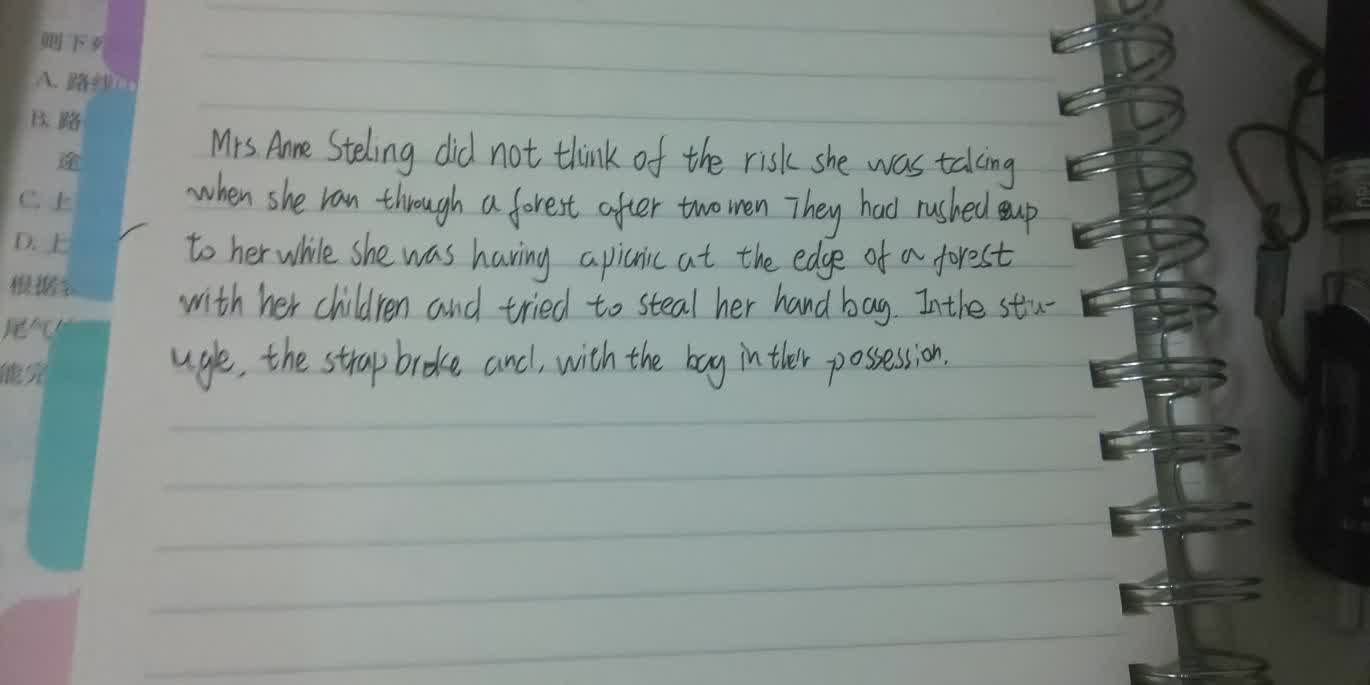 则下列
A. 路线
B. 路
途
C. 上
D. 上
根据
尾气
能完
Mrs. Anne Steling did not think of the risk she was taking
when she ran through a forest after two men They had rushed up
to her while she was having a picnic at the edge of a forest
with her children and tried to steal her hand bag. In the stru-
ugle, the strap broke and, with the bag in their possession.